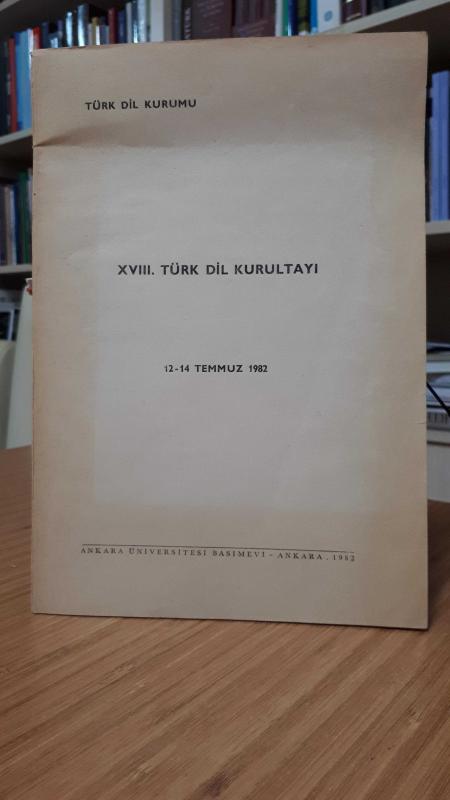 TÜRK DİL KURUMU
XVIII. TÜRK DİL KURULTAYI
12-14 TEMMUZ 1982
ANKARA ÜNİVERSİTESİ BASIMEVİ - ANKARA . 1982